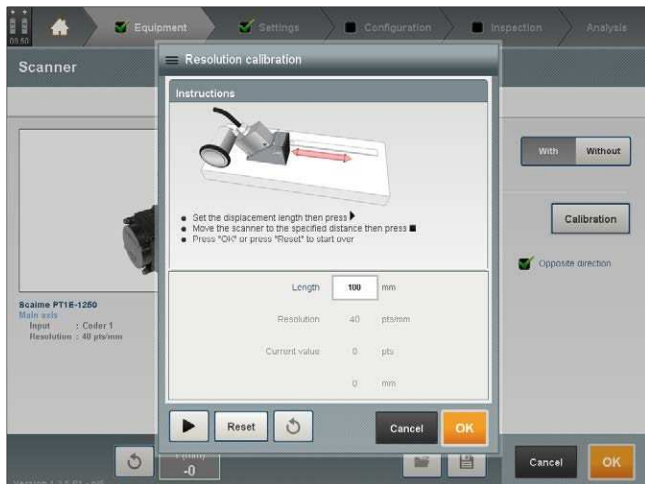 09:50
Equipment
Settings
Configuration
Inspection
Analysis
Scanner
Resolution calibration
Instructions
● Set the displacement length then press ▶
● Move the scanner to the specified distance then press ■
● Press "OK" or press "Reset" to start over
Length 100 mm
Resolution 40 pts/mm
Current value 0 pts
0 mm
Reset
Cancel
OK
With
Without
Calibration
Opposite direction
Scaime PT1E-1250
Main axis
Input : Coder 1
Resolution : 40 pts/mm
-0
Cancel
OK